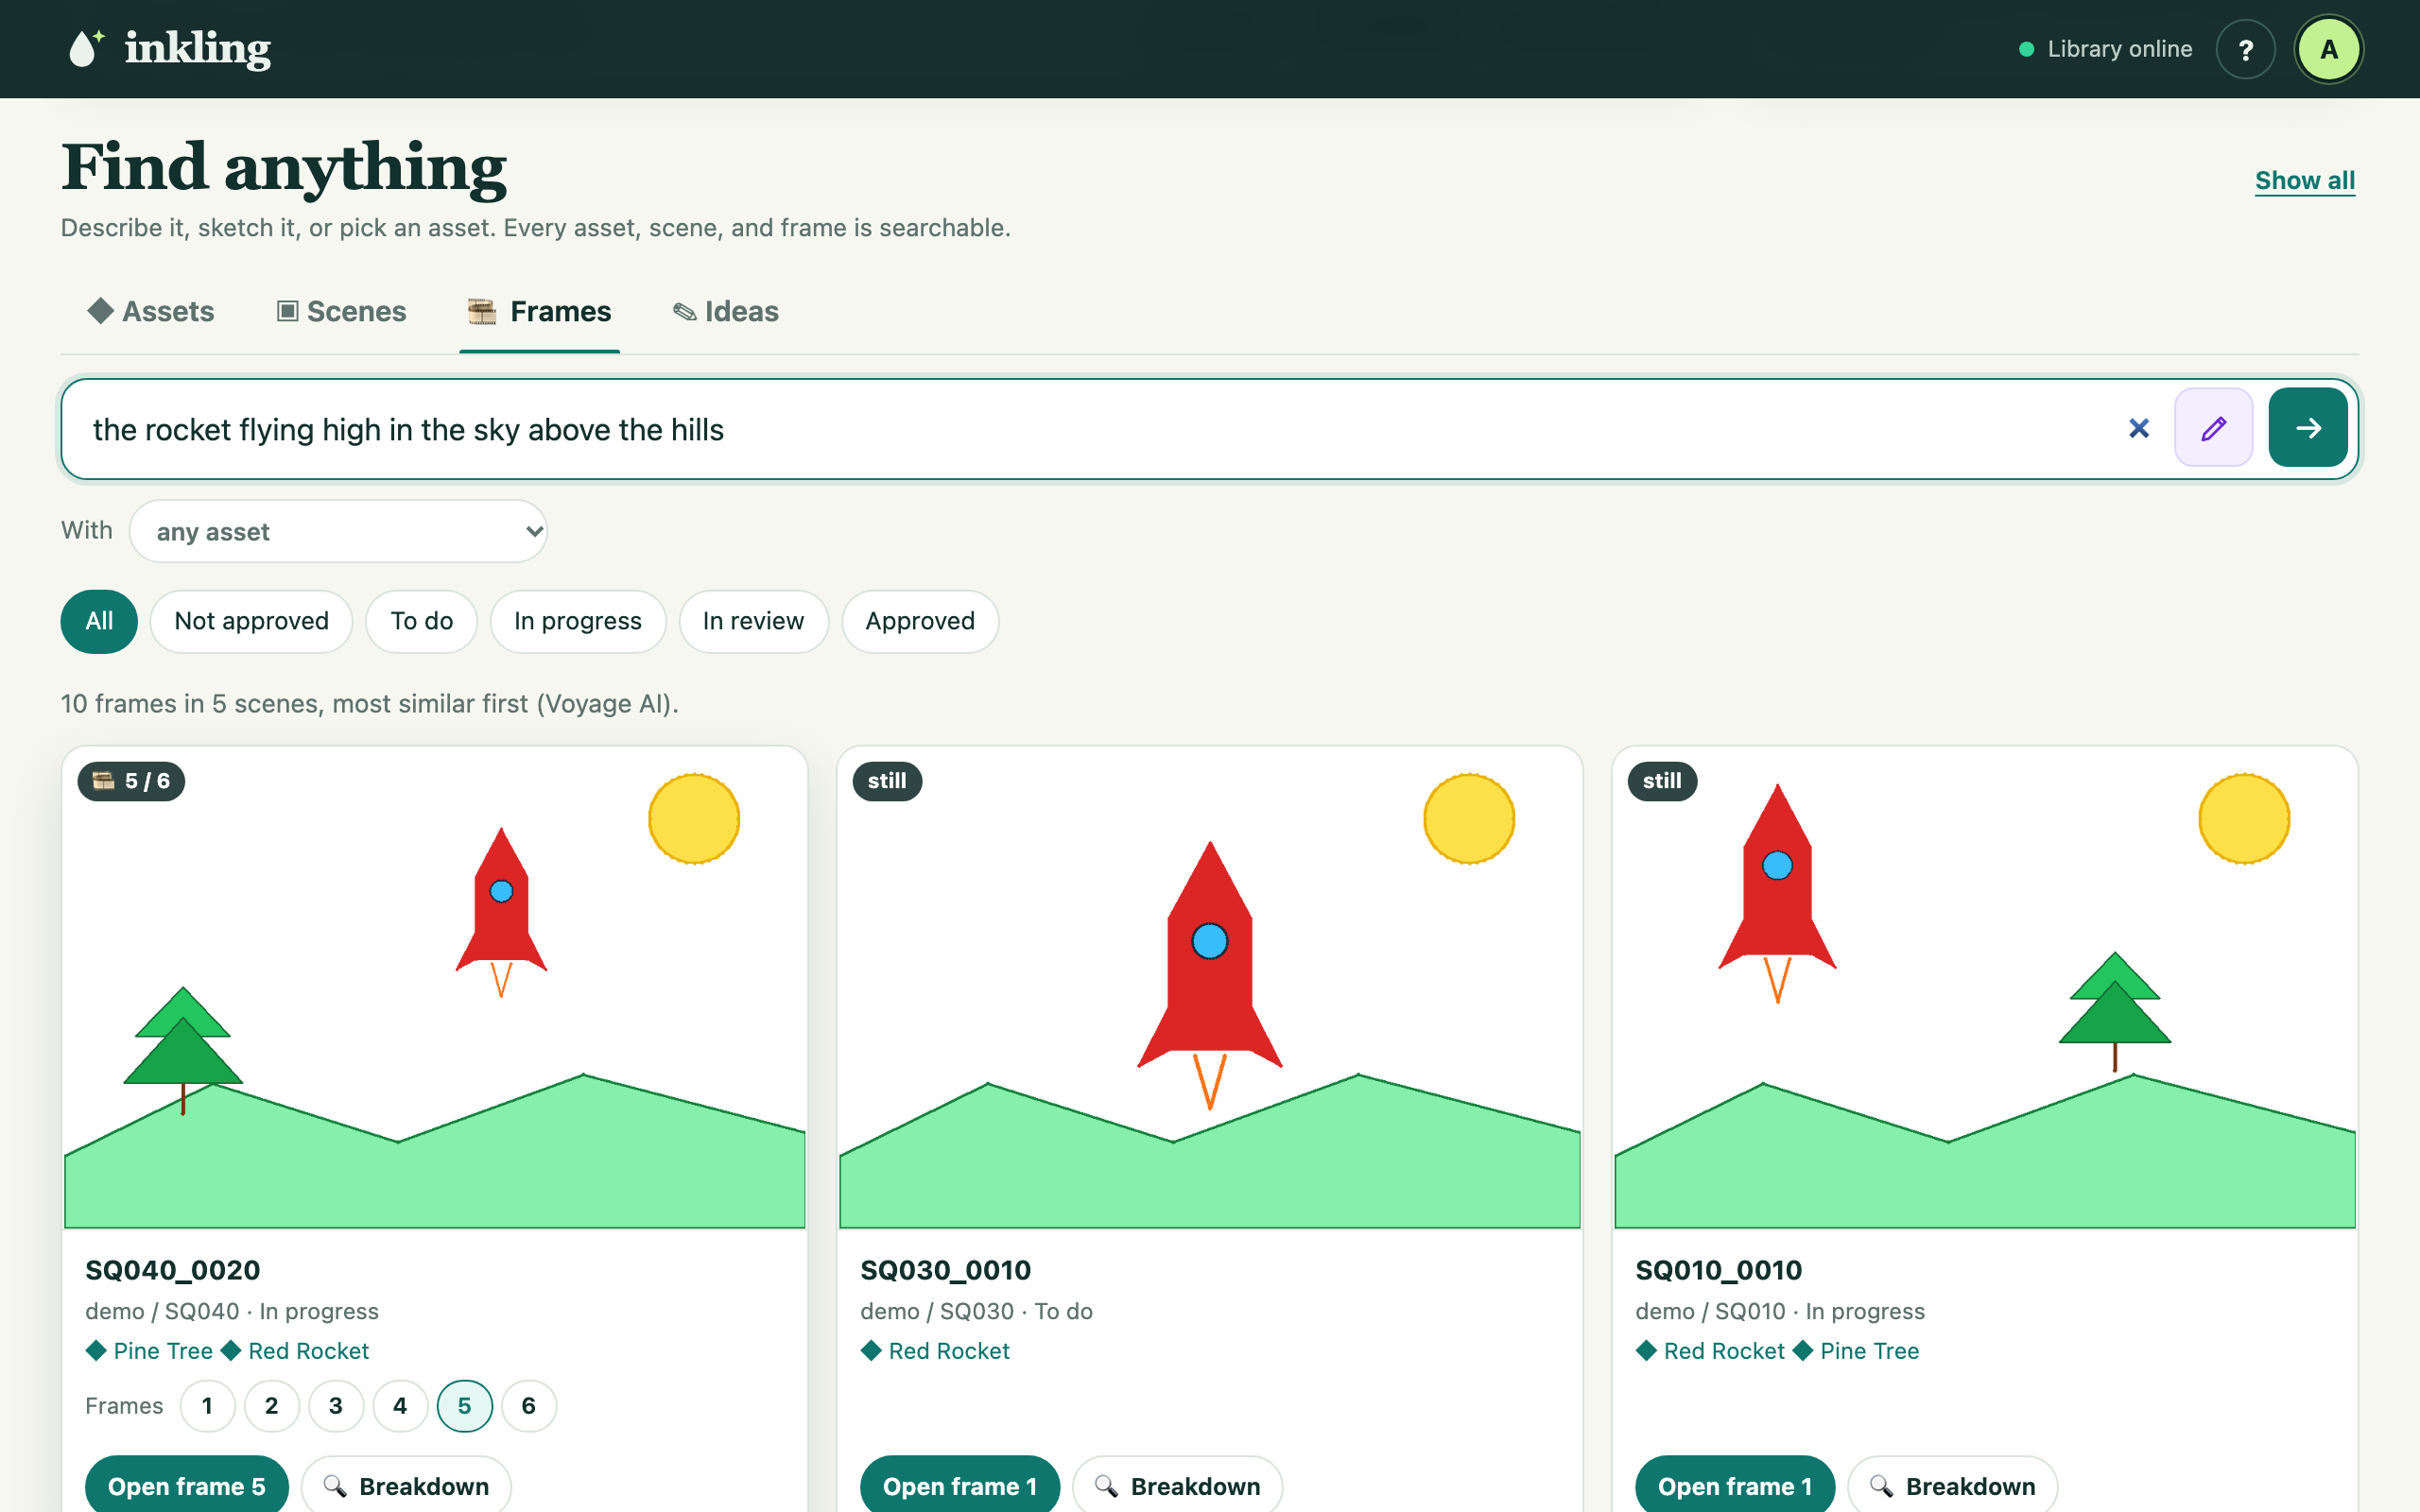 inkling
Library online
?
A
Find anything
Show all
Describe it, sketch it, or pick an asset. Every asset, scene, and frame is searchable.
Assets
Scenes
Frames
Ideas
the rocket flying high in the sky above the hills
With
any asset
All
Not approved
To do
In progress
In review
Approved
10 frames in 5 scenes, most similar first (Voyage AI).
5 / 6
SQ040_0020
demo / SQ040 · In progress
Pine Tree Red Rocket
Frames 1 2 3 4 5 6
Open frame 5
Breakdown
still
SQ030_0010
demo / SQ030 · To do
Red Rocket
Open frame 1
Breakdown
still
SQ010_0010
demo / SQ010 · In progress
Red Rocket Pine Tree
Open frame 1
Breakdown